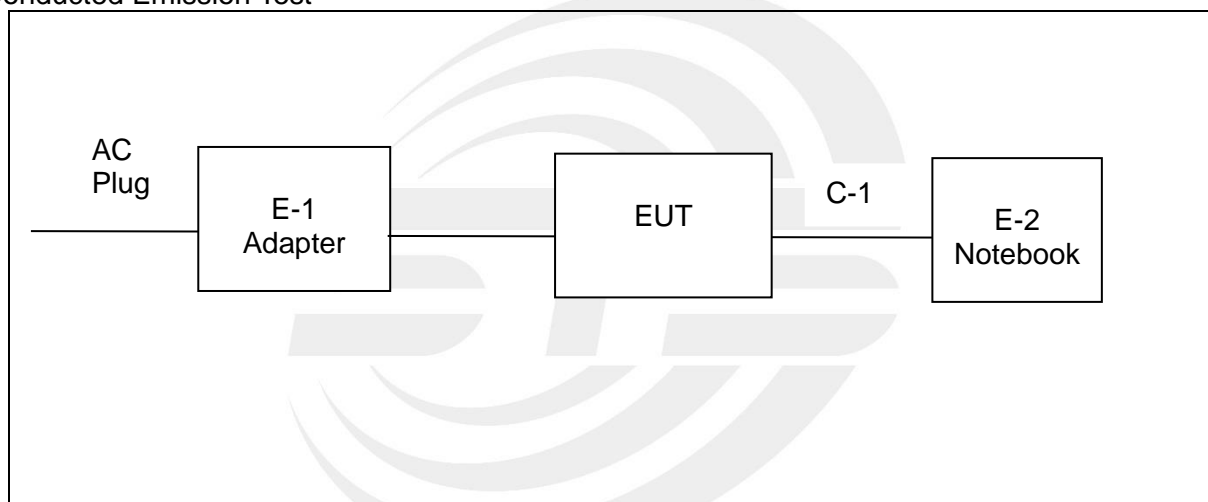 onducted Emission Test
AC
Plug
E-1
Adapter
EUT
C-1
E-2
Notebook